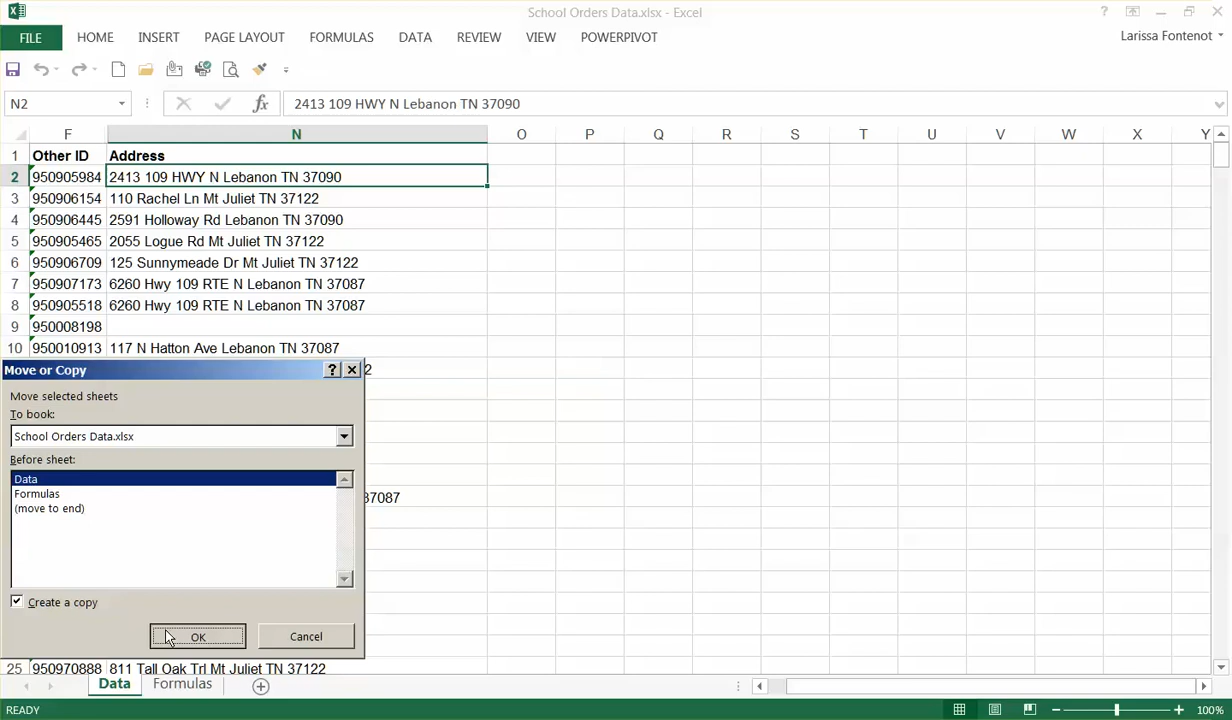 School Orders Data.xlsx - Excel
?
FILE HOME INSERT PAGE LAYOUT FORMULAS DATA REVIEW VIEW POWERPIVOT Larissa Fontenot
N2 fx 2413 109 HWY N Lebanon TN 37090
F N O P Q R S T U V W X Y
1 Other ID Address
2 950905984 2413 109 HWY N Lebanon TN 37090
3 950906154 110 Rachel Ln Mt Juliet TN 37122
4 950906445 2591 Holloway Rd Lebanon TN 37090
5 950905465 2055 Logue Rd Mt Juliet TN 37122
6 950906709 125 Sunnymeade Dr Mt Juliet TN 37122
7 950907173 6260 Hwy 109 RTE N Lebanon TN 37087
8 950905518 6260 Hwy 109 RTE N Lebanon TN 37087
9 950008198
10 950010913 117 N Hatton Ave Lebanon TN 37087
Move or Copy ? 2
Move selected sheets
To book:
School Orders Data.xlsx
Before sheet:
Data
Formulas
37087
(move to end)
Create a copy
OK Cancel
25 950970888 811 Tall Oak Trl Mt Juliet TN 37122
Data Formulas
READY 100%